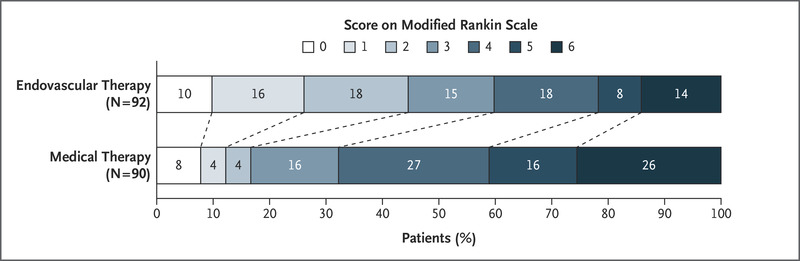 Score on Modified Rankin Scale
0 1 2 3 4 5 6
Endovascular Therapy
(N=92)
10 16 18 15 18 8 14
Medical Therapy
(N=90)
8 4 4 16 27 16 26
0 10 20 30 40 50 60 70 80 90 100
Patients (%)